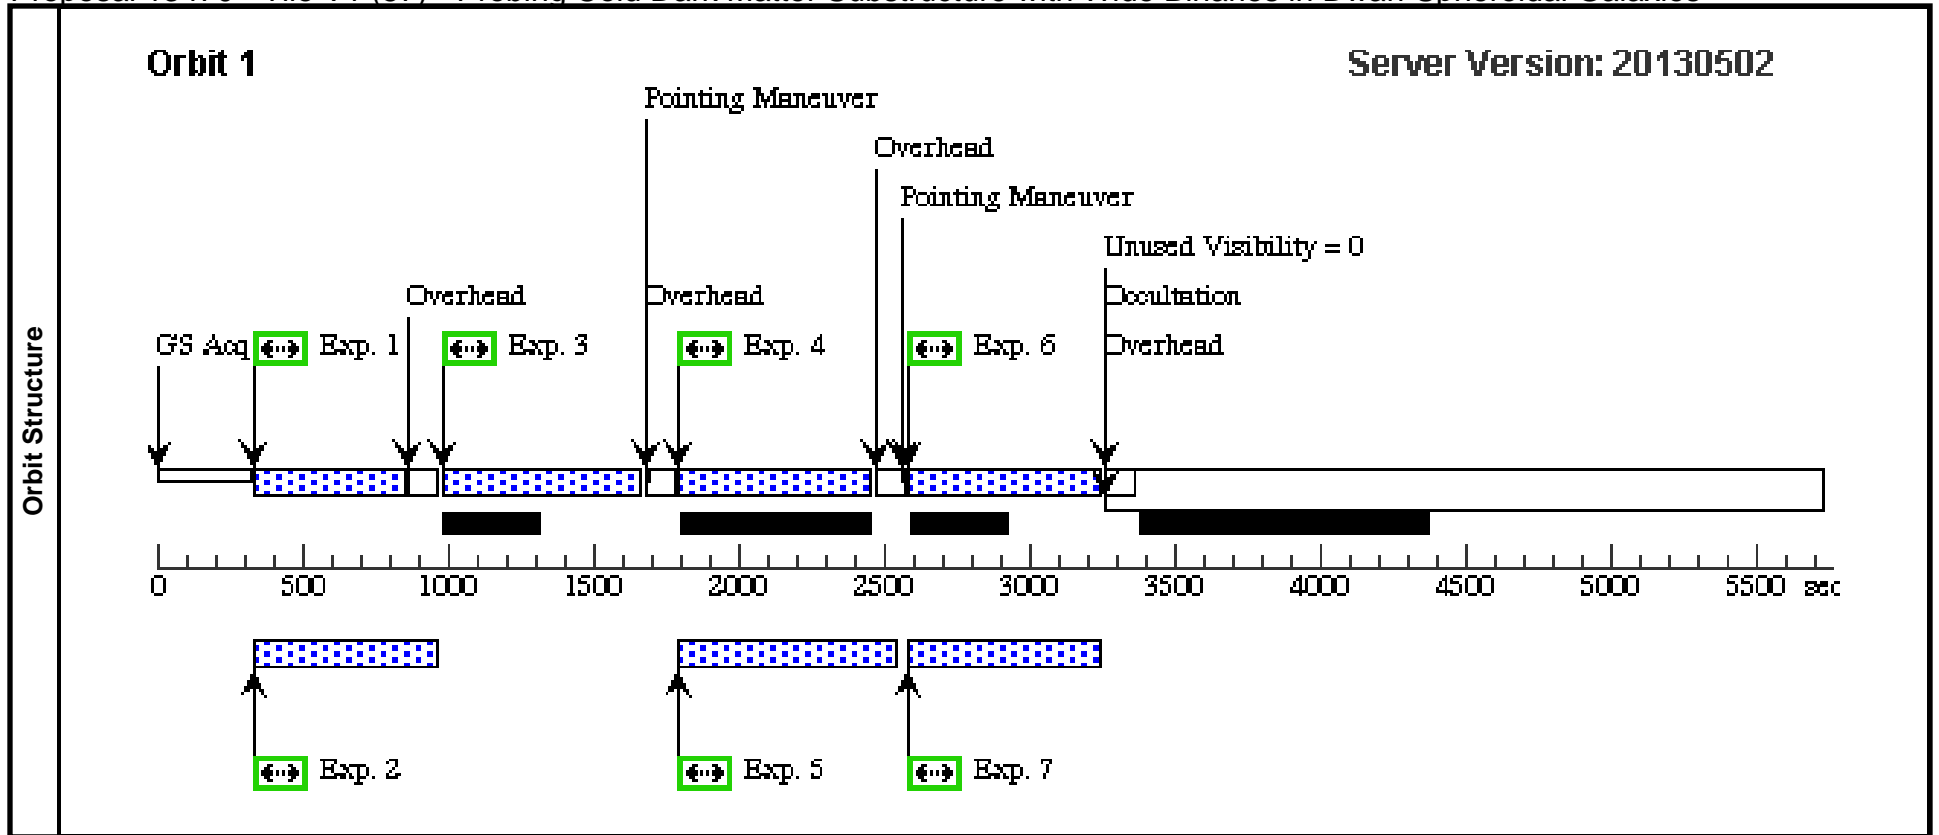 Orbit 1
Server Version: 20130502
Pointing Maneuver
Overhead
Pointing Maneuver
Unused Visibility = 0
Overhead
Overhead
Occultation
GS Acq
Exp. 1
Exp. 3
Exp. 4
Exp. 6
Overhead
Orbit Structure
0 500 1000 1500 2000 2500 3000 3500 4000 4500 5000 5500 sec
Exp. 2
Exp. 5
Exp. 7